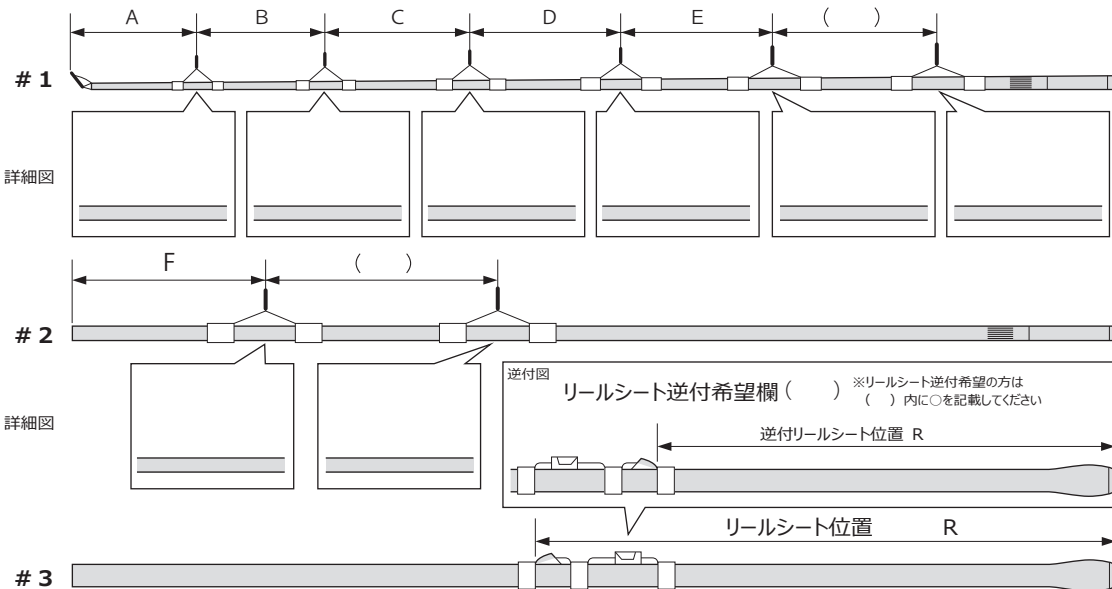 A B C D E ( )
#1
詳細図
F ( )
#2
詳細図
逆付図
リールシート逆付希望欄( )
※リールシート逆付希望の方は
( )内に○を記載してください
逆付リールシート位置 R
リールシート位置 R
#3